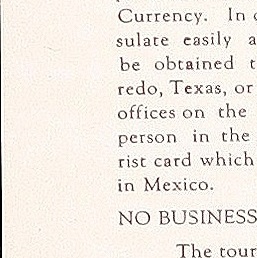 Currency. In
sulate easily a
be obtained t
redo, Texas, or
offices on the
person in the
rist card which
in Mexico.
NO BUSINESS
The tour